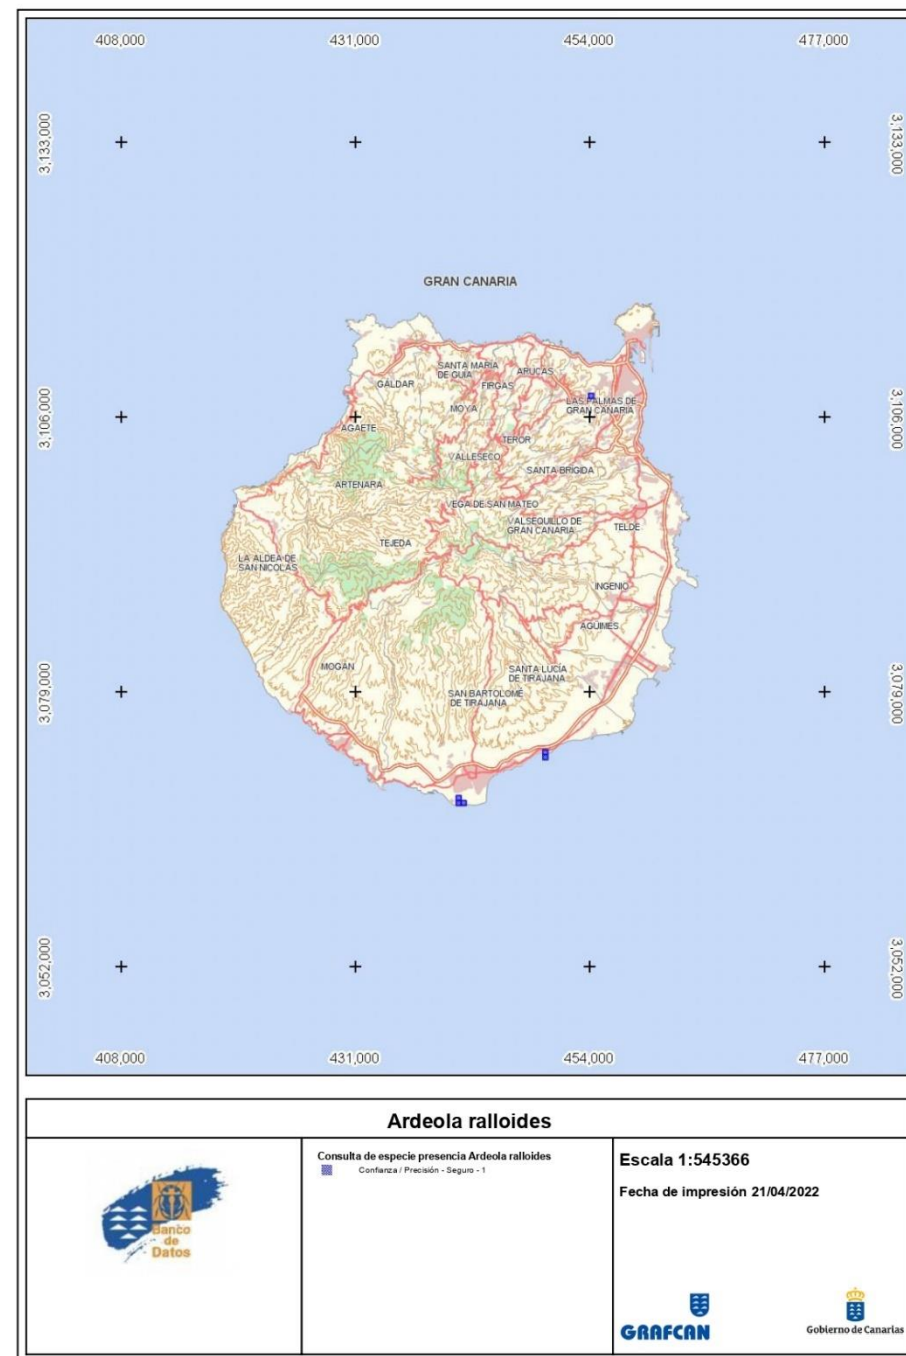 408,000 431,000 454,000 477,000
3,133,000 3,133,000
GRAN CANARIA
SANTA MARÍA
DE GUÍA
ARUCAS
GÁLDAR
FIRGAS
LAS PALMAS DE
GRAN CANARIA
MOYA
3,106,000 3,106,000
AGAETE
TEROR
VALLESECO
SANTA BRÍGIDA
ARTENARA
VEGA DE SAN MATEO
VALSEQUILLO DE
GRAN CANARIA
TELDE
TEJEDA
LA ALDEA DE
SAN NICOLÁS
INGENIO
AGÜIMES
MOGÁN
SANTA LUCÍA
DE TIRAJANA
3,079,000 3,079,000
SAN BARTOLOMÉ
DE TIRAJANA
3,052,000 3,052,000
408,000 431,000 454,000 477,000
Ardeola ralloides
Banco
de
Datos
Consulta de especie presencia Ardeola ralloides
Confianza / Precisión - Seguro - 1
Escala 1:545366
Fecha de impresión 21/04/2022
GRAFCAN
Gobierno de Canarias